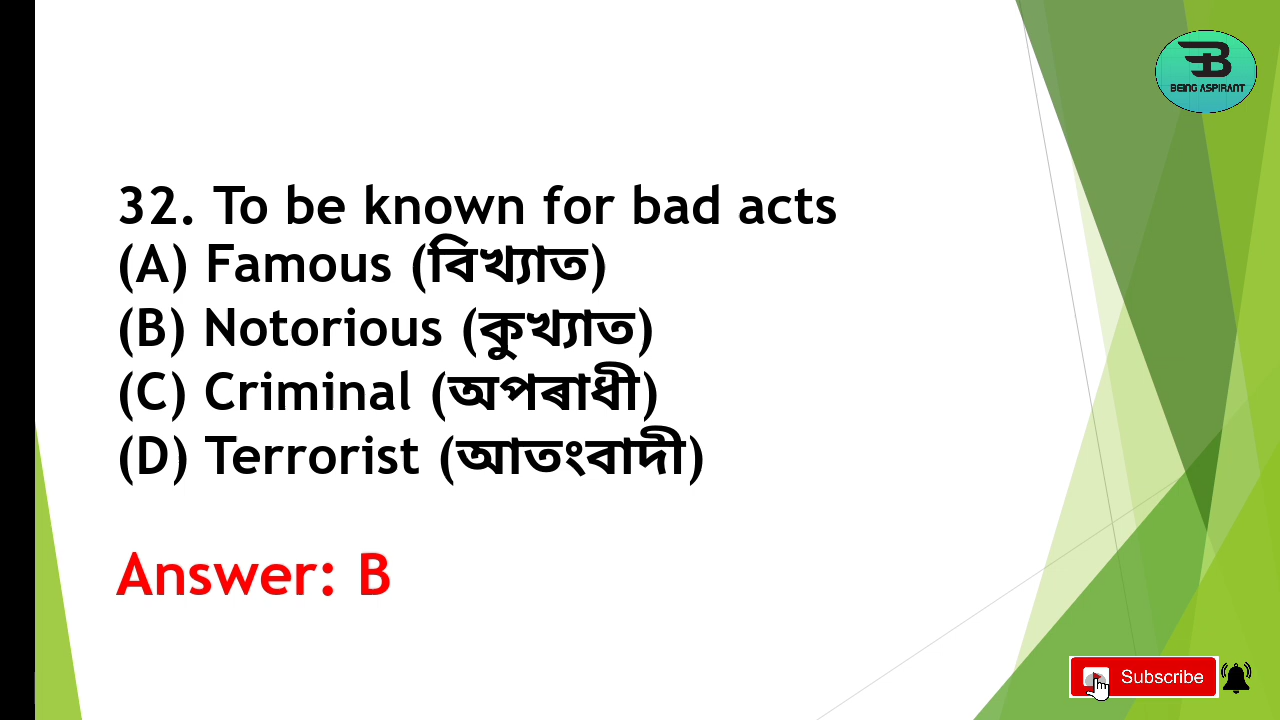 BEING ASPIRANT
32. To be known for bad acts
(A) Famous (বিখ্যাত)
(B) Notorious (কুখ্যাত)
(C) Criminal (অপৰাধী)
(D) Terrorist (আতংবাদী)
Answer: B
Subscribe